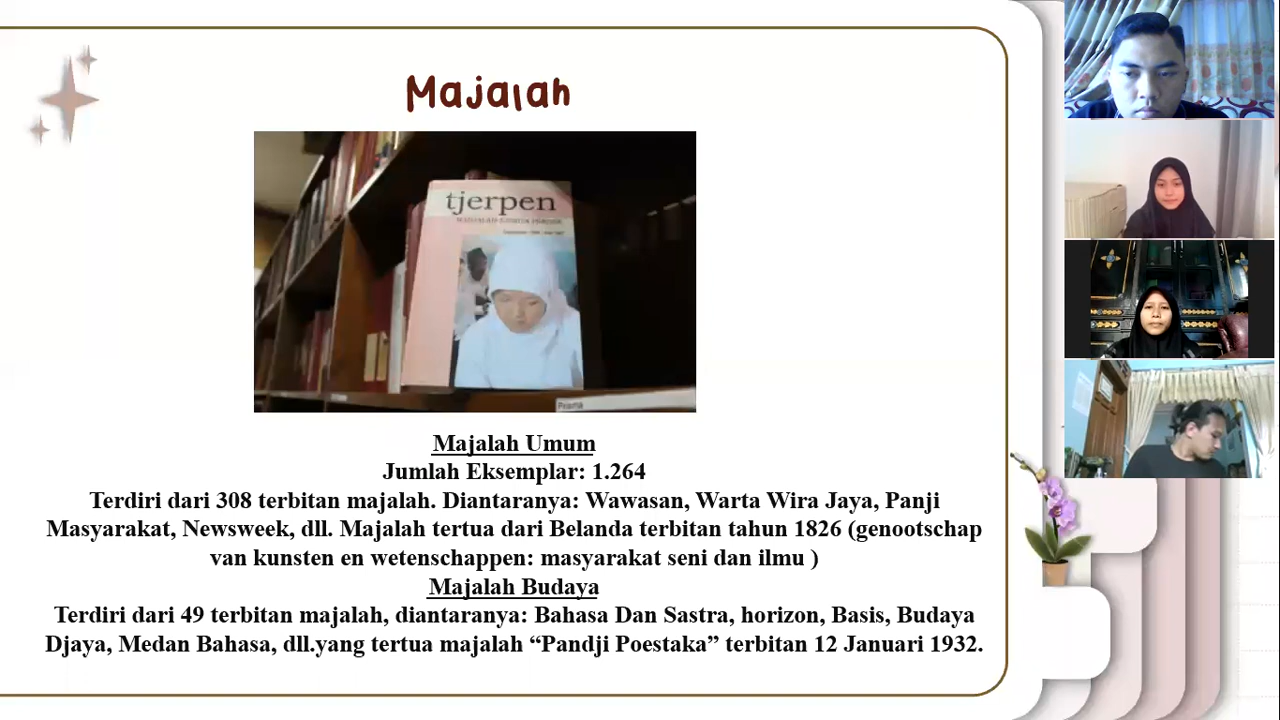 Majalah
tjerpen
Majalah Umum
Jumlah Eksemplar: 1.264
Terdiri dari 308 terbitan majalah. Diantaranya: Wawasan, Warta Wira Jaya, Panji
Masyarakat, Newsweek, dll. Majalah tertua dari Belanda terbitan tahun 1826 (genootschap
van kunsten en wetenschappen: masyarakat seni dan ilmu )
Majalah Budaya
Terdiri dari 49 terbitan majalah, diantaranya: Bahasa Dan Sastra, horizon, Basis, Budaya
Djaya, Medan Bahasa, dll.yang tertua majalah “Pandji Poestaka” terbitan 12 Januari 1932.